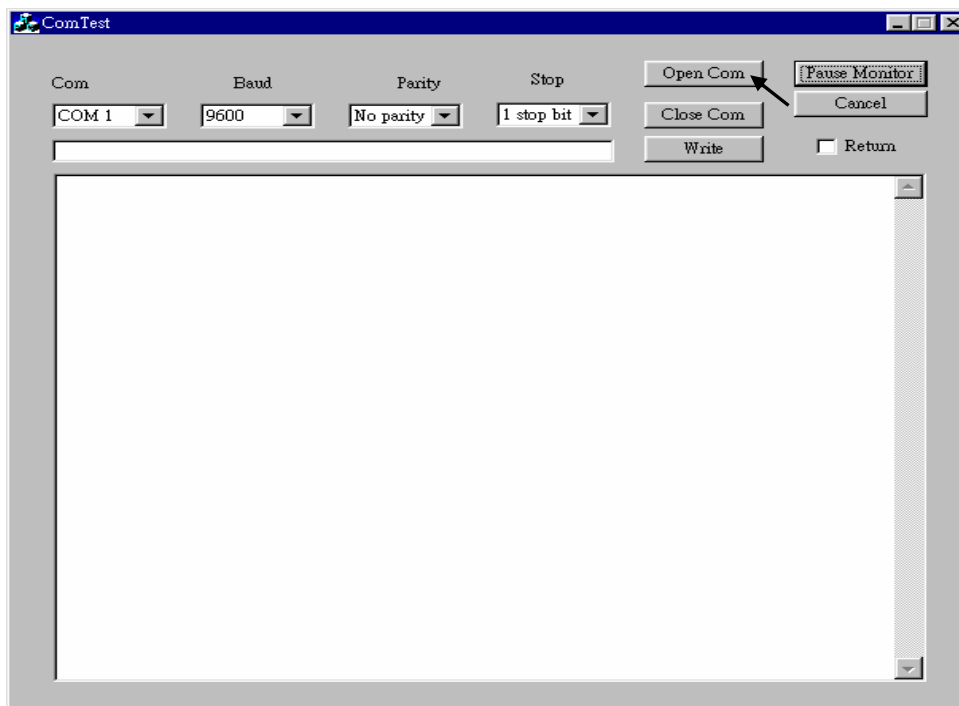 ComTest
Com Baud Parity Stop
Open Com Pause Monitor
COM 1 9600 No parity 1 stop bit
Close Com Cancel
Write Return